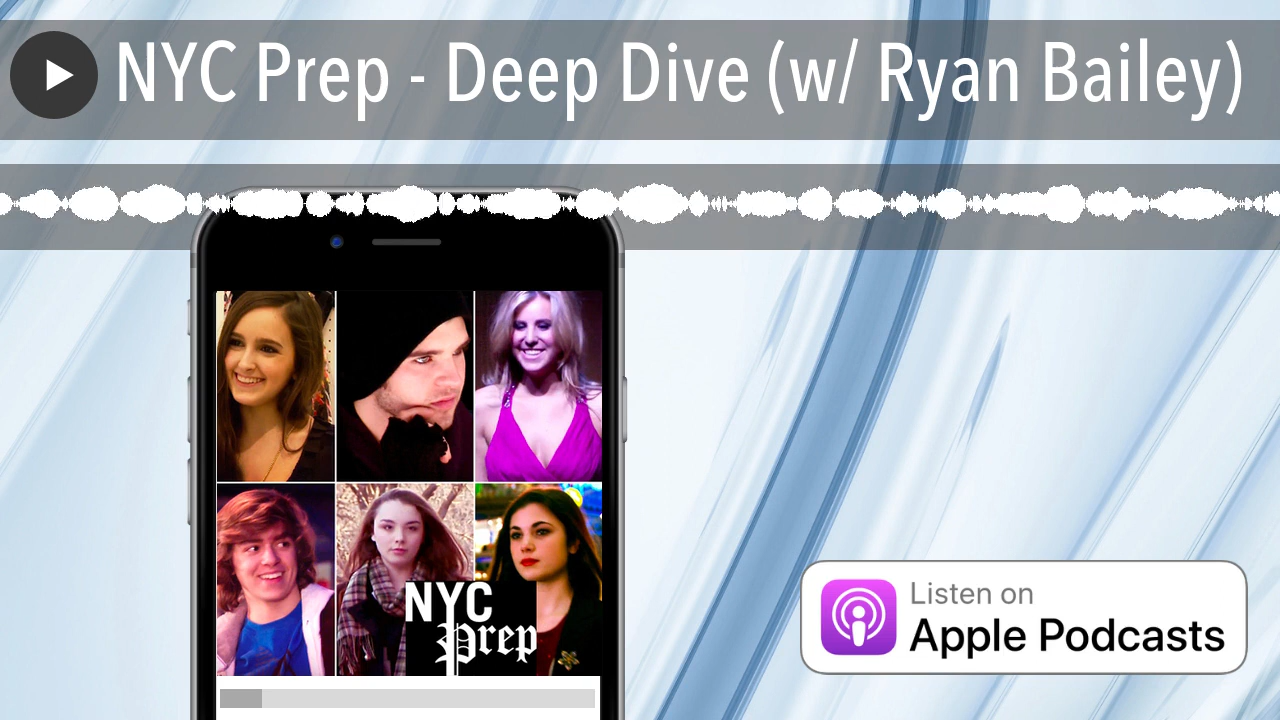 NYC Prep - Deep Dive (w/ Ryan Bailey)
NYC
prep
Listen on
Apple Podcasts